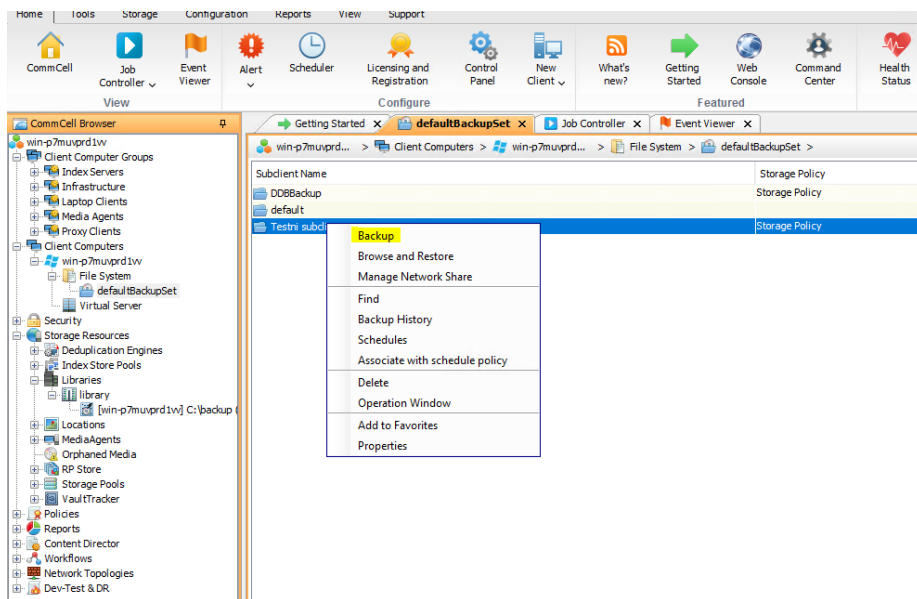 Home Tools Storage Configuration Reports View Support
CommCell Job Controller Event Viewer Alert Scheduler Licensing and Registration Control Panel New Client What's new? Getting Started Web Console Command Center Health Status
View Configure Featured
CommCell Browser
Getting Started defaultBackupSet Job Controller Event Viewer
win-p7muvprd... > Client Computers > win-p7muvprd... > File System > defaultBackupSet >
Subclient Name Storage Policy
DDBBackup Storage Policy
default
Testni subcli Storage Policy
Backup
Browse and Restore
Manage Network Share
Find
Backup History
Schedules
Associate with schedule policy
Delete
Operation Window
Add to Favorites
Properties
win-p7muvprd1vv
Client Computer Groups
Index Servers
Infrastructure
Laptop Clients
Media Agents
Proxy Clients
Client Computers
win-p7muvprd1vv
File System
defaultBackupSet
Virtual Server
Security
Storage Resources
Deduplication Engines
Index Store Pools
Libraries
library
[win-p7muvprd1vv] C:\backup (
Locations
MediaAgents
Orphaned Media
RP Store
Storage Pools
VaultTracker
Policies
Reports
Content Director
Workflows
Network Topologies
Dev-Test & DR